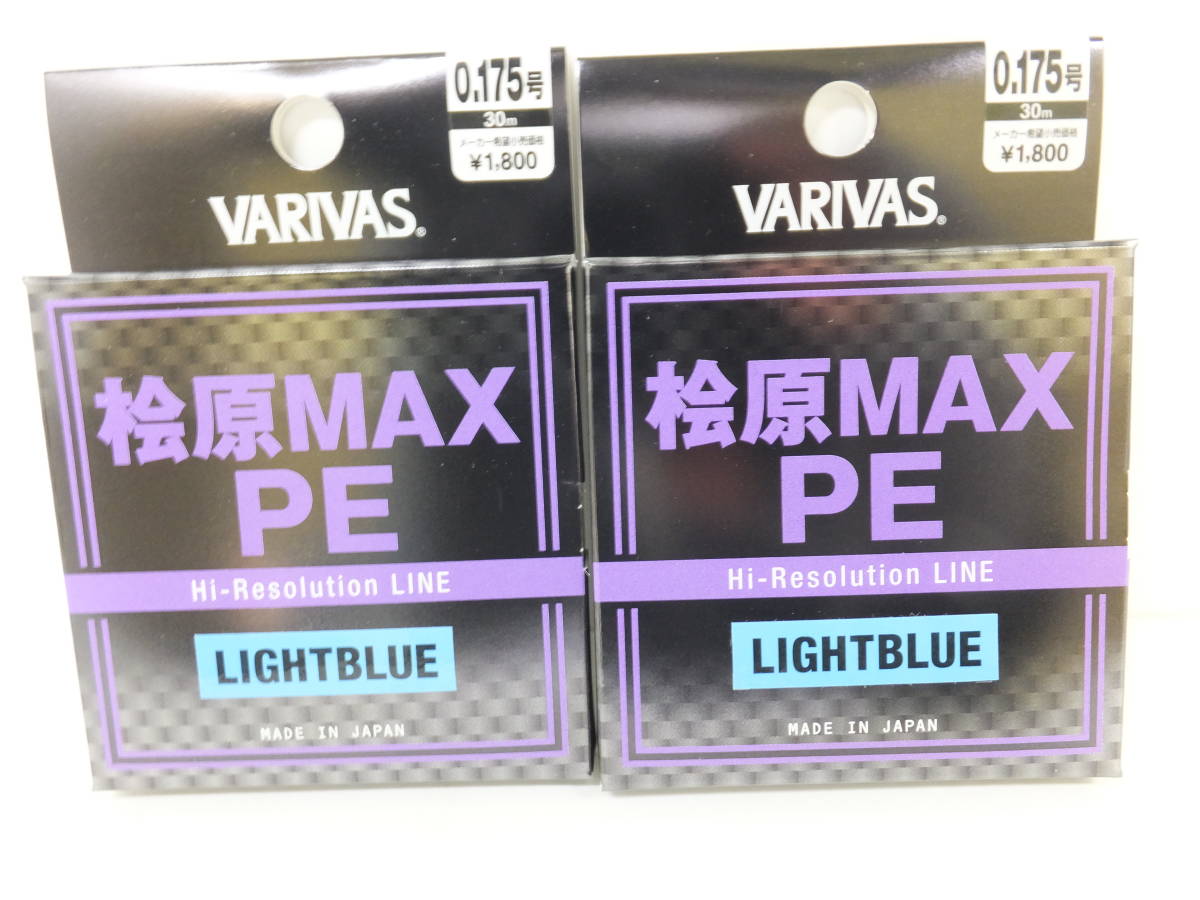 0.175号
30m
メーカー希望小売価格
¥1,800
VARIVAS®
桧原MAX
PE
Hi-Resolution LINE
LIGHTBLUE
MADE IN JAPAN
0.175号
30m
メーカー希望小売価格
¥1,800
VARIVAS®
桧原MAX
PE
Hi-Resolution LINE
LIGHTBLUE
MADE IN JAPAN